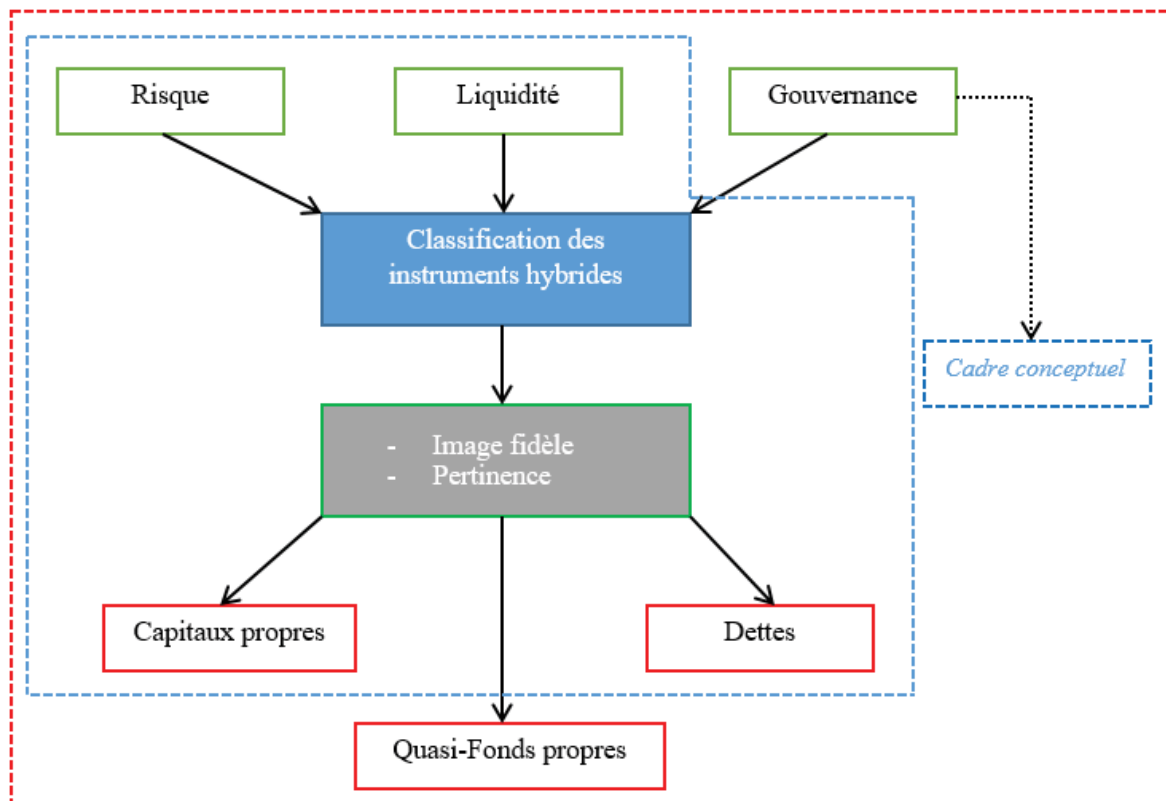 Risque
Liquidité
Gouvernance
Classification des
instruments hybrides
Cadre conceptuel
- Image fidèle
- Pertinence
Capitaux propres
Dettes
Quasi-Fonds propres